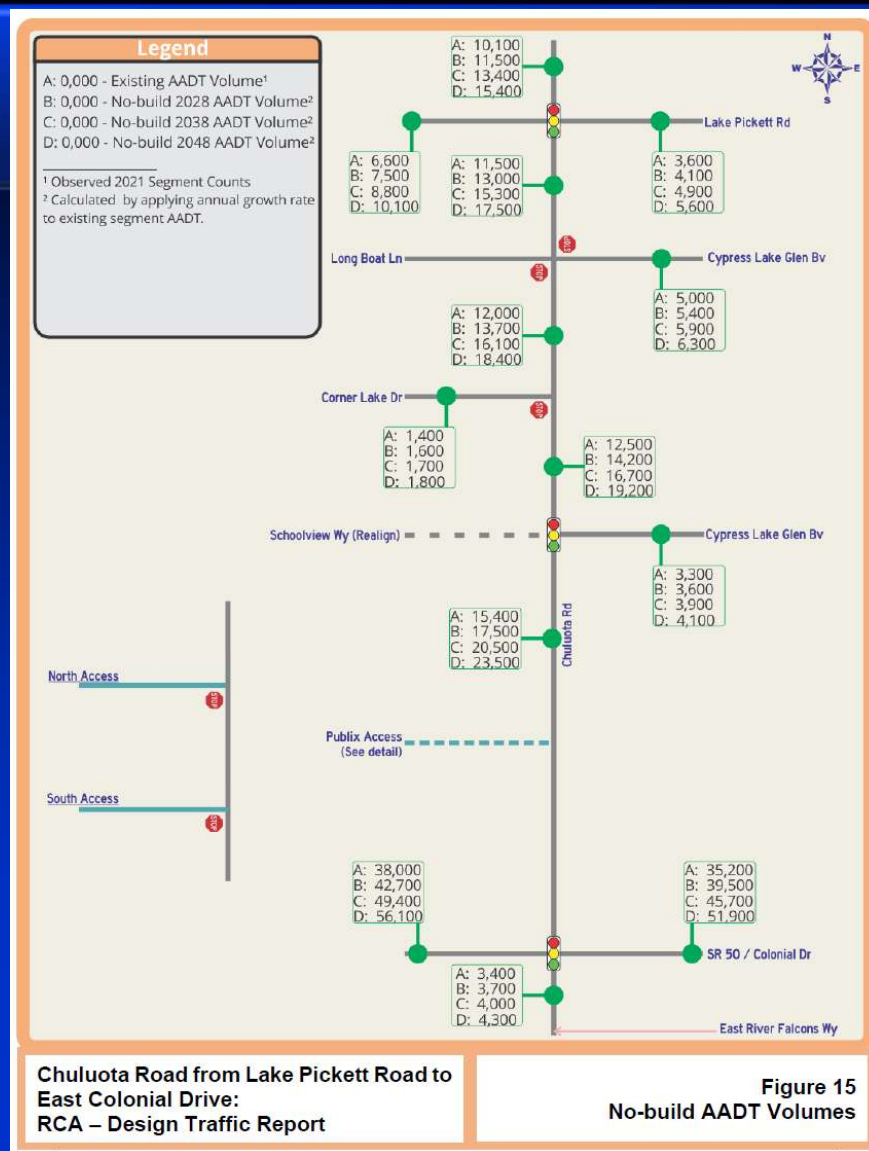 Legend
A: 0,000 - Existing AADT Volume¹
B: 0,000 - No-build 2028 AADT Volume²
C: 0,000 - No-build 2038 AADT Volume²
D: 0,000 - No-build 2048 AADT Volume²
¹ Observed 2021 Segment Counts
² Calculated by applying annual growth rate
to existing segment AADT.
A: 10,100
B: 11,500
C: 13,400
D: 15,400
N
W
E
S
Lake Pickett Rd
A: 6,600
B: 7,500
C: 8,800
D: 10,100
A: 11,500
B: 13,000
C: 15,300
D: 17,500
A: 3,600
B: 4,100
C: 4,900
D: 5,600
STOP
Long Boat Ln
Cypress Lake Glen Bv
STOP
A: 5,000
B: 5,400
C: 5,900
D: 6,300
A: 12,000
B: 13,700
C: 16,100
D: 18,400
Corner Lake Dr
STOP
A: 1,400
B: 1,600
C: 1,700
D: 1,800
A: 12,500
B: 14,200
C: 16,700
D: 19,200
Schoolview Wy (Realign)
Cypress Lake Glen Bv
A: 3,300
B: 3,600
C: 3,900
D: 4,100
A: 15,400
B: 17,500
C: 20,500
D: 23,500
Chuluota Rd
North Access
STOP
Publix Access
(See detail)
South Access
STOP
A: 38,000
B: 42,700
C: 49,400
D: 56,100
A: 35,200
B: 39,500
C: 45,700
D: 51,900
SR 50 / Colonial Dr
A: 3,400
B: 3,700
C: 4,000
D: 4,300
East River Falcons Wy
Chuluota Road from Lake Pickett Road to
East Colonial Drive:
RCA – Design Traffic Report
Figure 15
No-build AADT Volumes